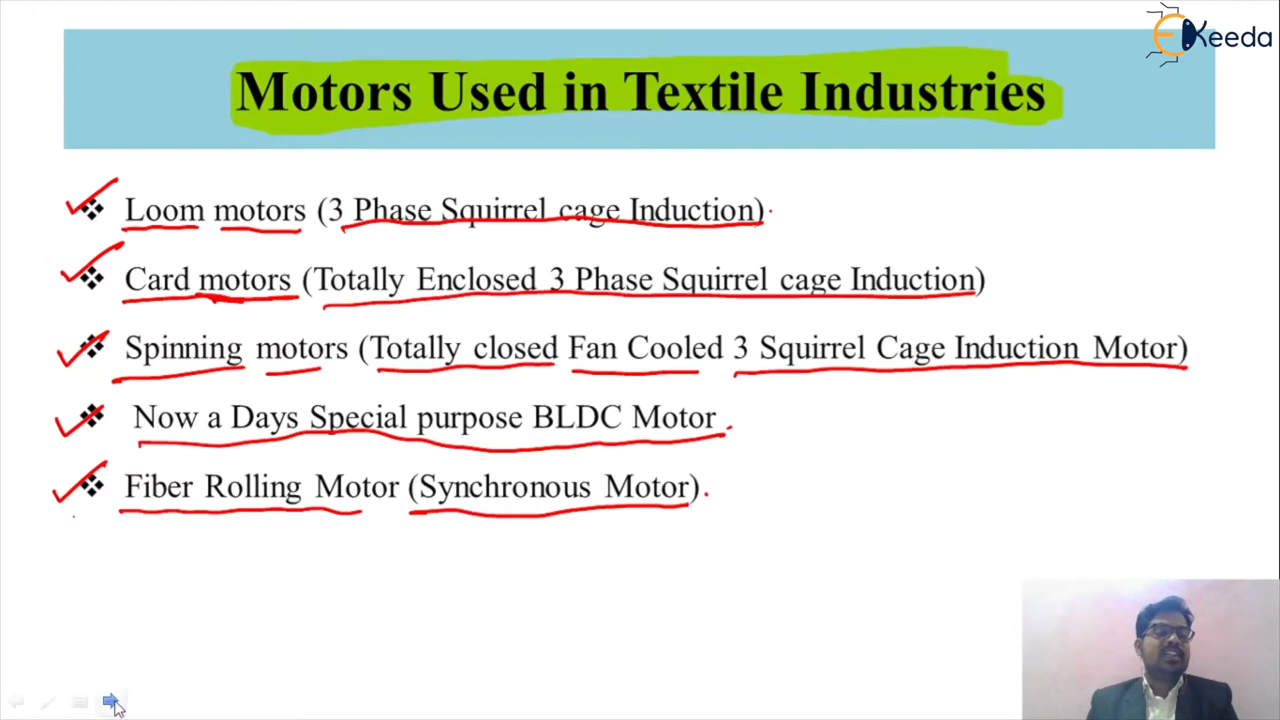 EKeeda
Motors Used in Textile Industries
Loom motors (3 Phase Squirrel cage Induction)
Card motors (Totally Enclosed 3 Phase Squirrel cage Induction)
Spinning motors (Totally closed Fan Cooled 3 Squirrel Cage Induction Motor)
Now a Days Special purpose BLDC Motor
Fiber Rolling Motor (Synchronous Motor)